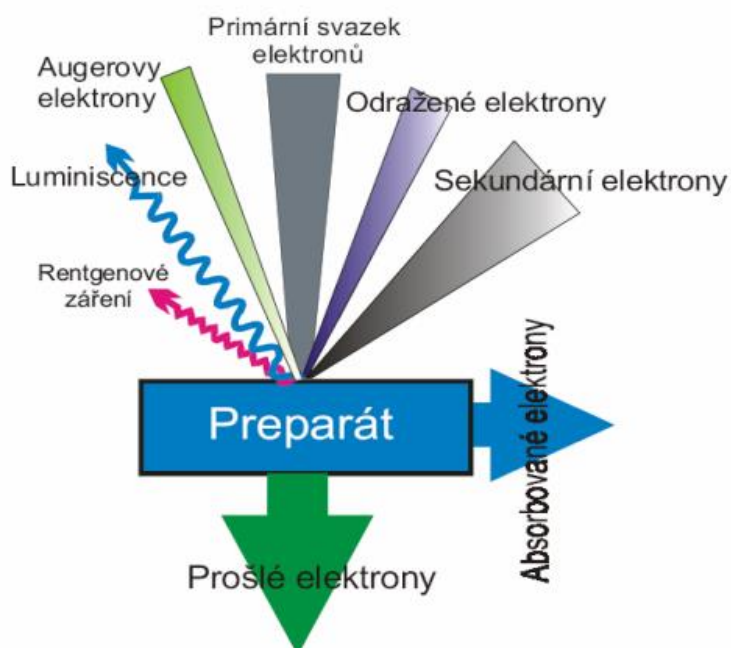 Primární svazek
elektronů
Augerovy
elektrony
Odražené elektrony
Luminiscence
Sekundární elektrony
Rentgenové
záření
Preparát
Absorbované elektrony
Prošlé elektrony